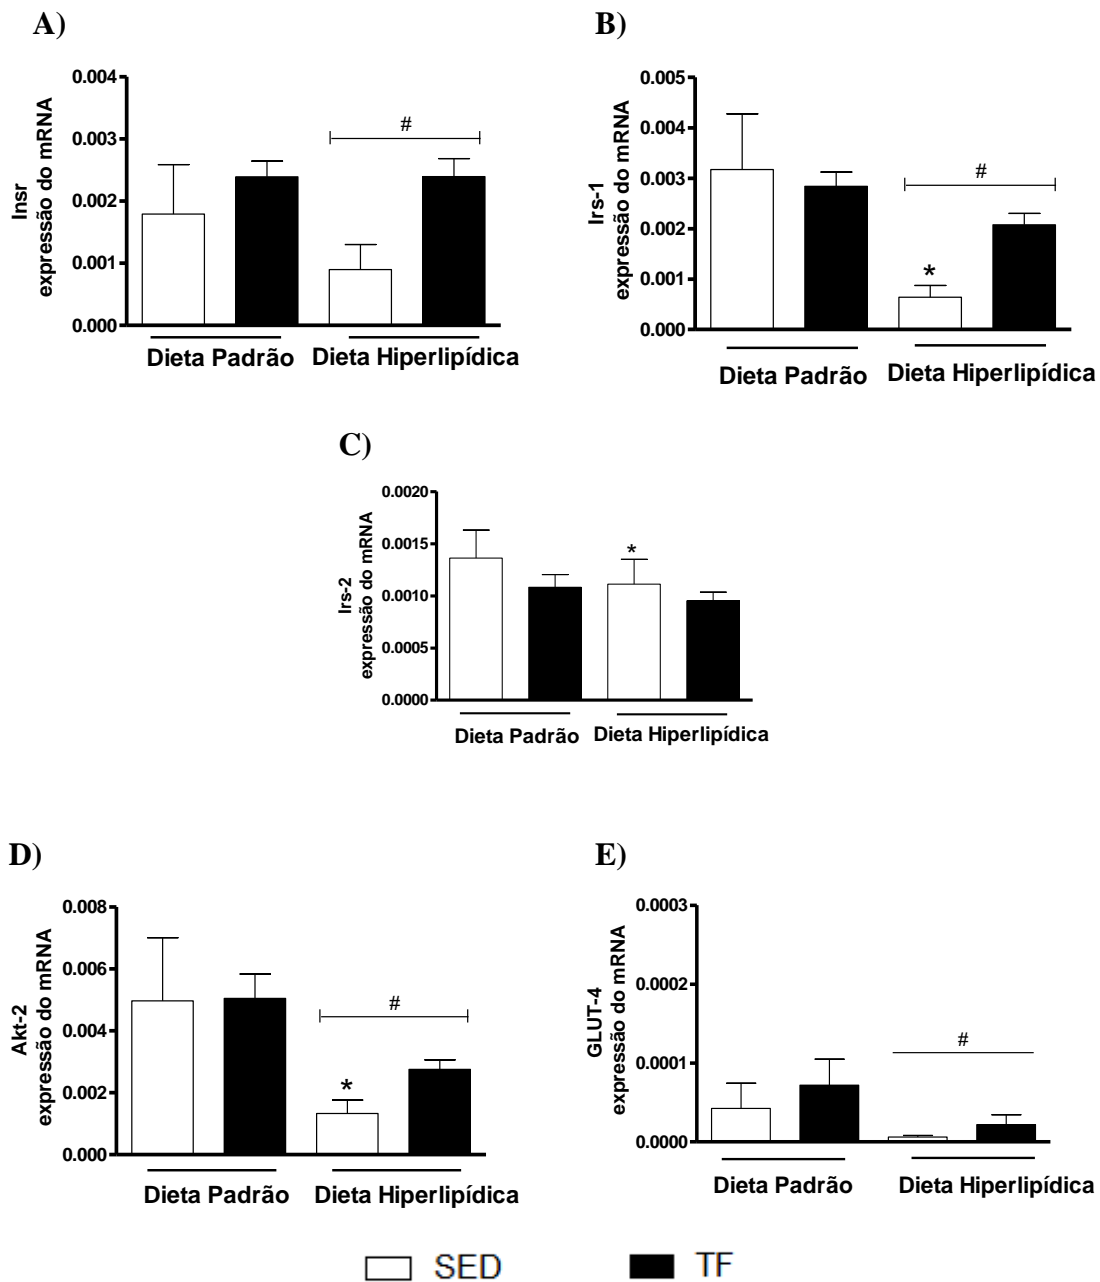 A)
Insr
expressão do mRNA
0.004
0.003
0.002
0.001
0.000
#
Dieta Padrão
Dieta Hiperlipídica
B)
Irs-1
expressão do mRNA
0.005
0.004
0.003
0.002
0.001
0.000
#
*
Dieta Padrão
Dieta Hiperlipídica
C)
Irs-2
expressão do mRNA
0.0020
0.0015
0.0010
0.0005
0.0000
*
Dieta Padrão
Dieta Hiperlipídica
D)
Akt-2
expressão do mRNA
0.008
0.006
0.004
0.002
0.000
#
*
Dieta Padrão
Dieta Hiperlipídica
E)
GLUT-4
expressão do mRNA
0.0003
0.0002
0.0001
0.0000
#
Dieta Padrão
Dieta Hiperlipídica
SED
TF